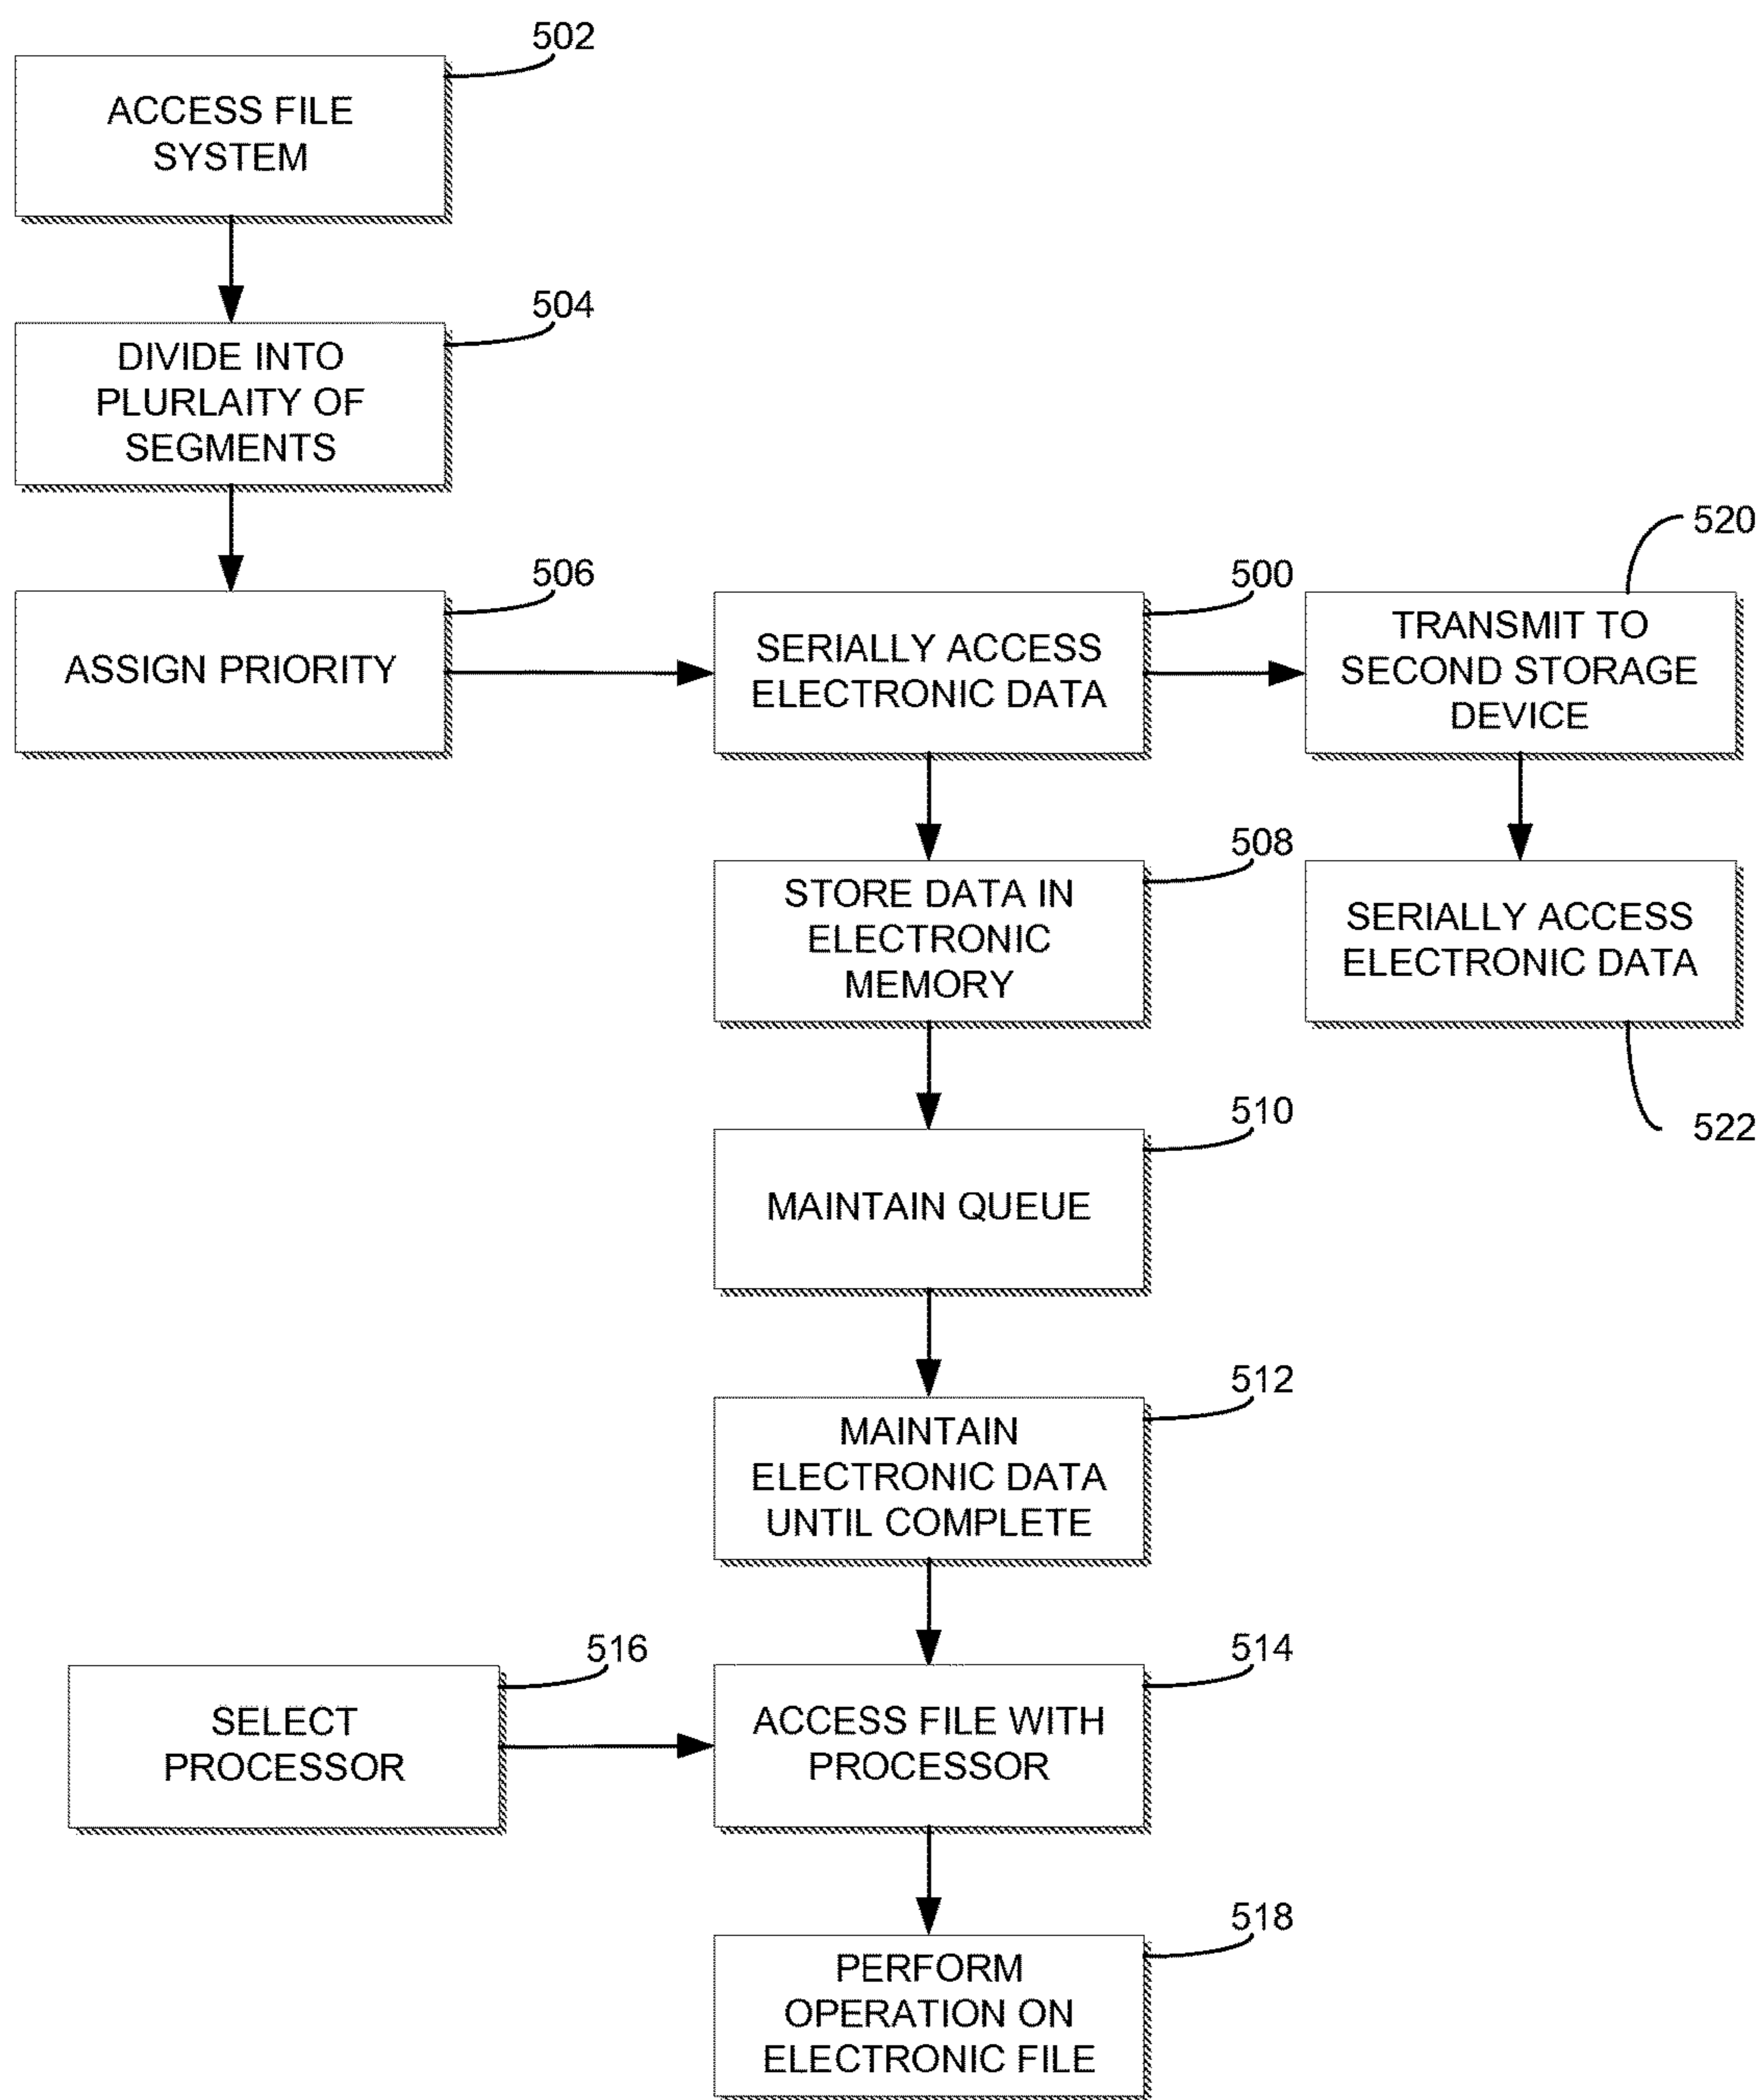 502
ACCESS FILE
SYSTEM
504
DIVIDE INTO
PLURLAITY OF
SEGMENTS
506
ASSIGN PRIORITY
500
SERIALLY ACCESS
ELECTRONIC DATA
520
TRANSMIT TO
SECOND STORAGE
DEVICE
508
STORE DATA IN
ELECTRONIC
MEMORY
SERIALLY ACCESS
ELECTRONIC DATA
522
510
MAINTAIN QUEUE
512
MAINTAIN
ELECTRONIC DATA
UNTIL COMPLETE
516
SELECT
PROCESSOR
514
ACCESS FILE WITH
PROCESSOR
518
PERFORM
OPERATION ON
ELECTRONIC FILE